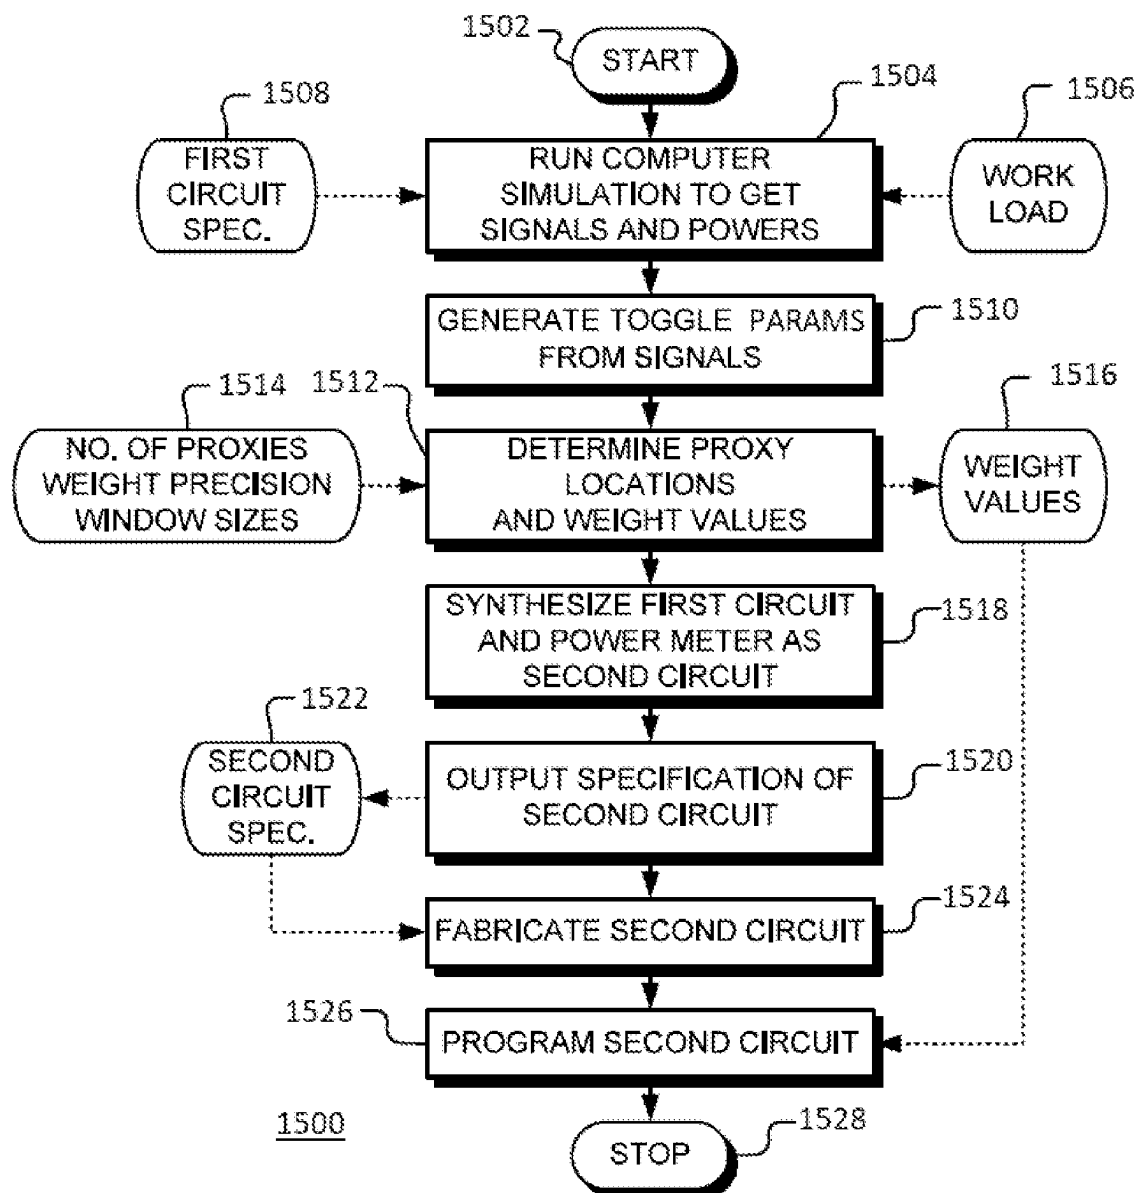 1502
START
1508
1504
1506
FIRST
CIRCUIT
SPEC.
RUN COMPUTER
SIMULATION TO GET
SIGNALS AND POWERS
WORK
LOAD
GENERATE TOGGLE PARAMS
FROM SIGNALS
1510
1514
1512
1516
NO. OF PROXIES
WEIGHT PRECISION
WINDOW SIZES
DETERMINE PROXY
LOCATIONS
AND WEIGHT VALUES
WEIGHT
VALUES
SYNTHESIZE FIRST CIRCUIT
AND POWER METER AS
SECOND CIRCUIT
1518
1522
SECOND
CIRCUIT
SPEC.
OUTPUT SPECIFICATION OF
SECOND CIRCUIT
1520
FABRICATE SECOND CIRCUIT
1524
1526
PROGRAM SECOND CIRCUIT
1500
STOP
1528